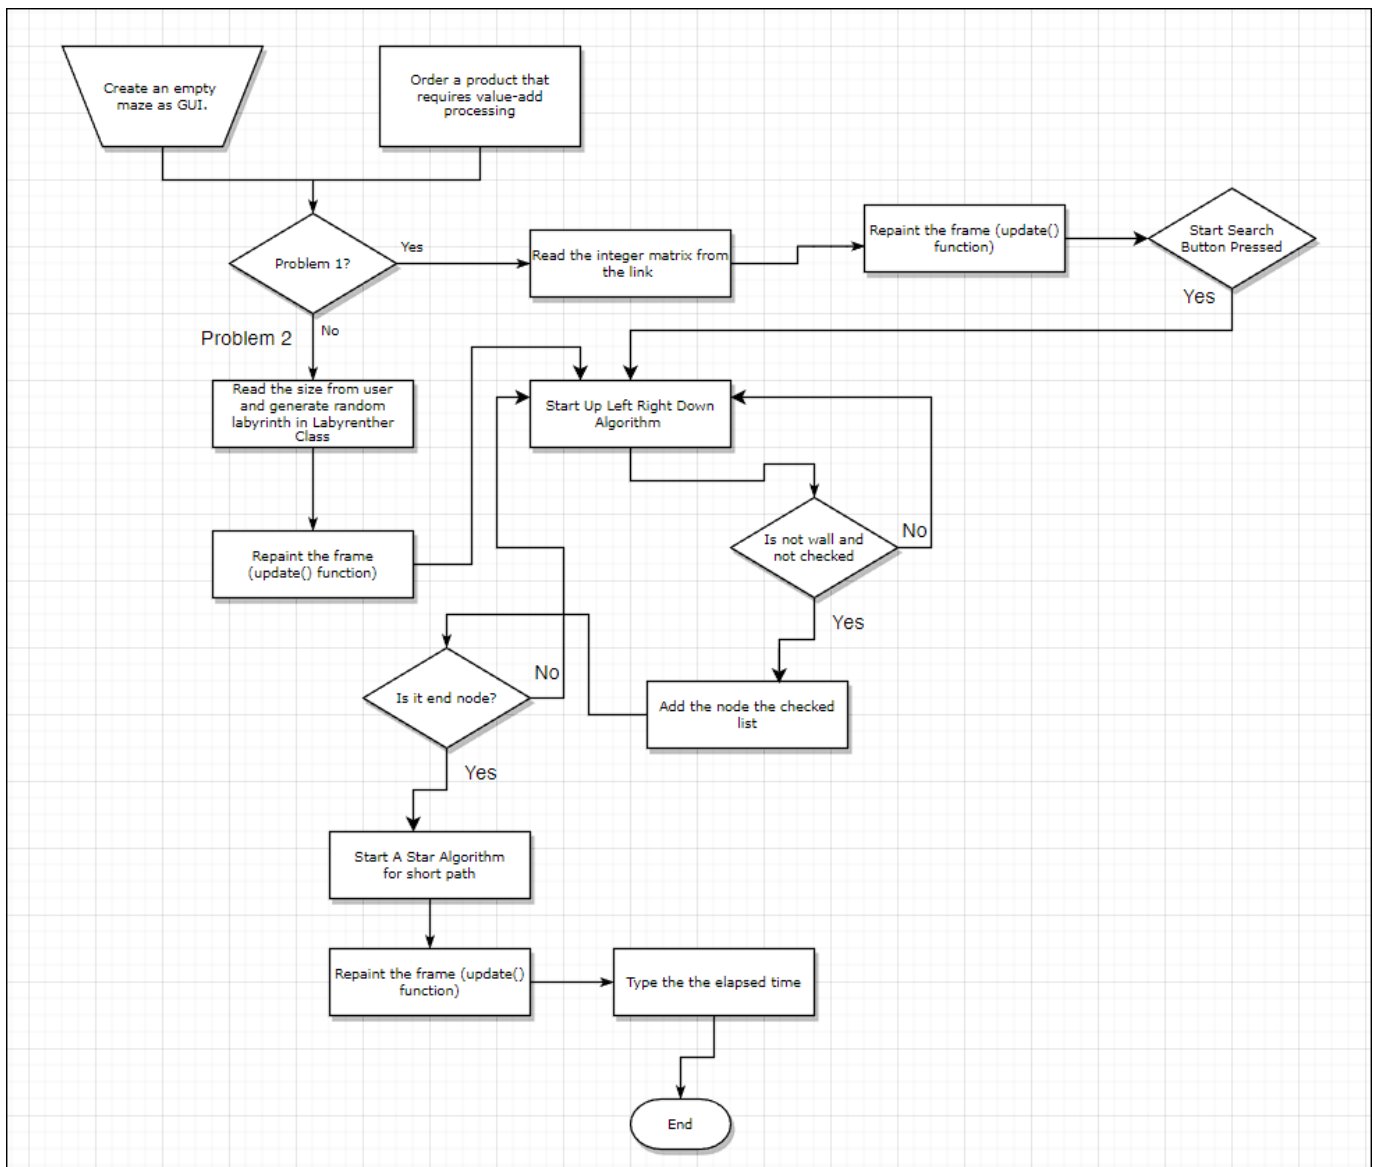 Create an empty
maze as GUI.
Order a product that
requires value-add
processing
Problem 1?
Yes
Read the integer matrix from
the link
Repaint the frame (update()
function)
Start Search
Button Pressed
Yes
No
Problem 2
Read the size from user
and generate random
labyrinth in Labyrenther
Class
Start Up Left Right Down
Algorithm
Repaint the frame
(update() function)
Is not wall and
not checked
No
Yes
Is it end node?
No
Add the node the checked
list
Yes
Start A Star Algorithm
for short path
Repaint the frame (update()
function)
Type the the elapsed time
End